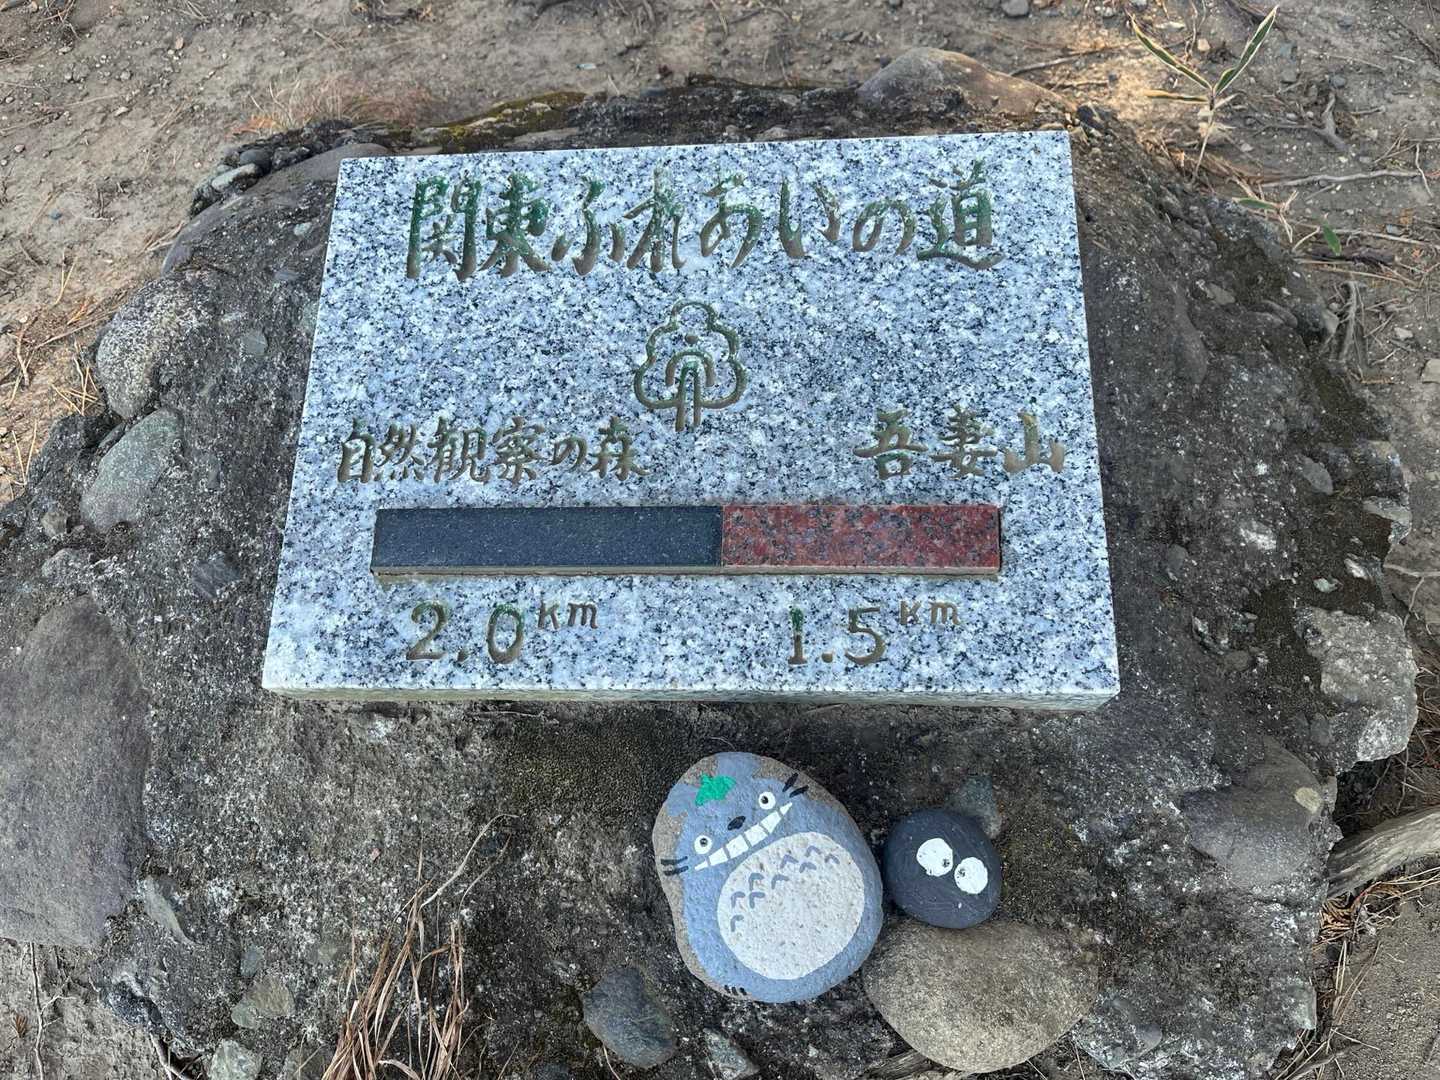 関東ふれあいの道
自然観察の森 吾妻山
2.0km 1.5km